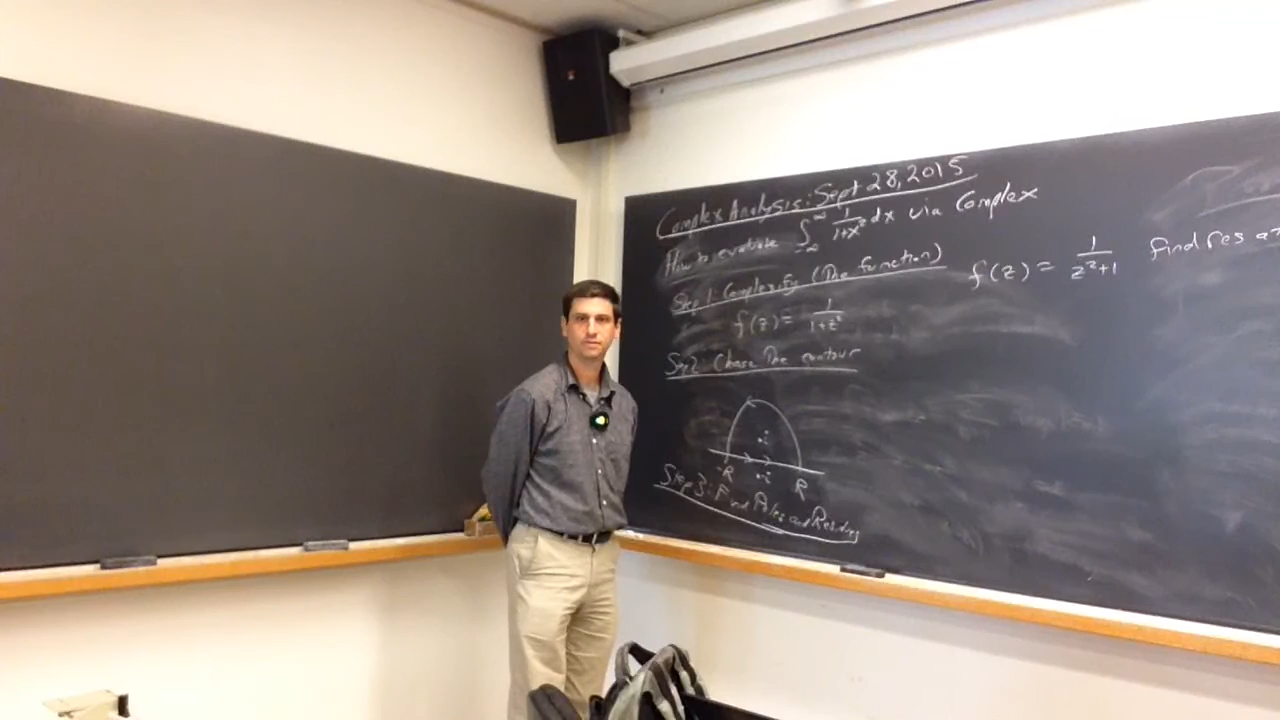 Complex Analysis: Sept 28, 2015
How to evaluate ∫_{-∞}^{∞} 1/(1+x²) dx via Complex
Step 1: Complexify (The function)
f(z) = 1/(1+z²)
Step 2: Chose The contour
i
-R -i R
Step 3: Find Poles and Residues
f(z) = 1/(z²+1) find res at